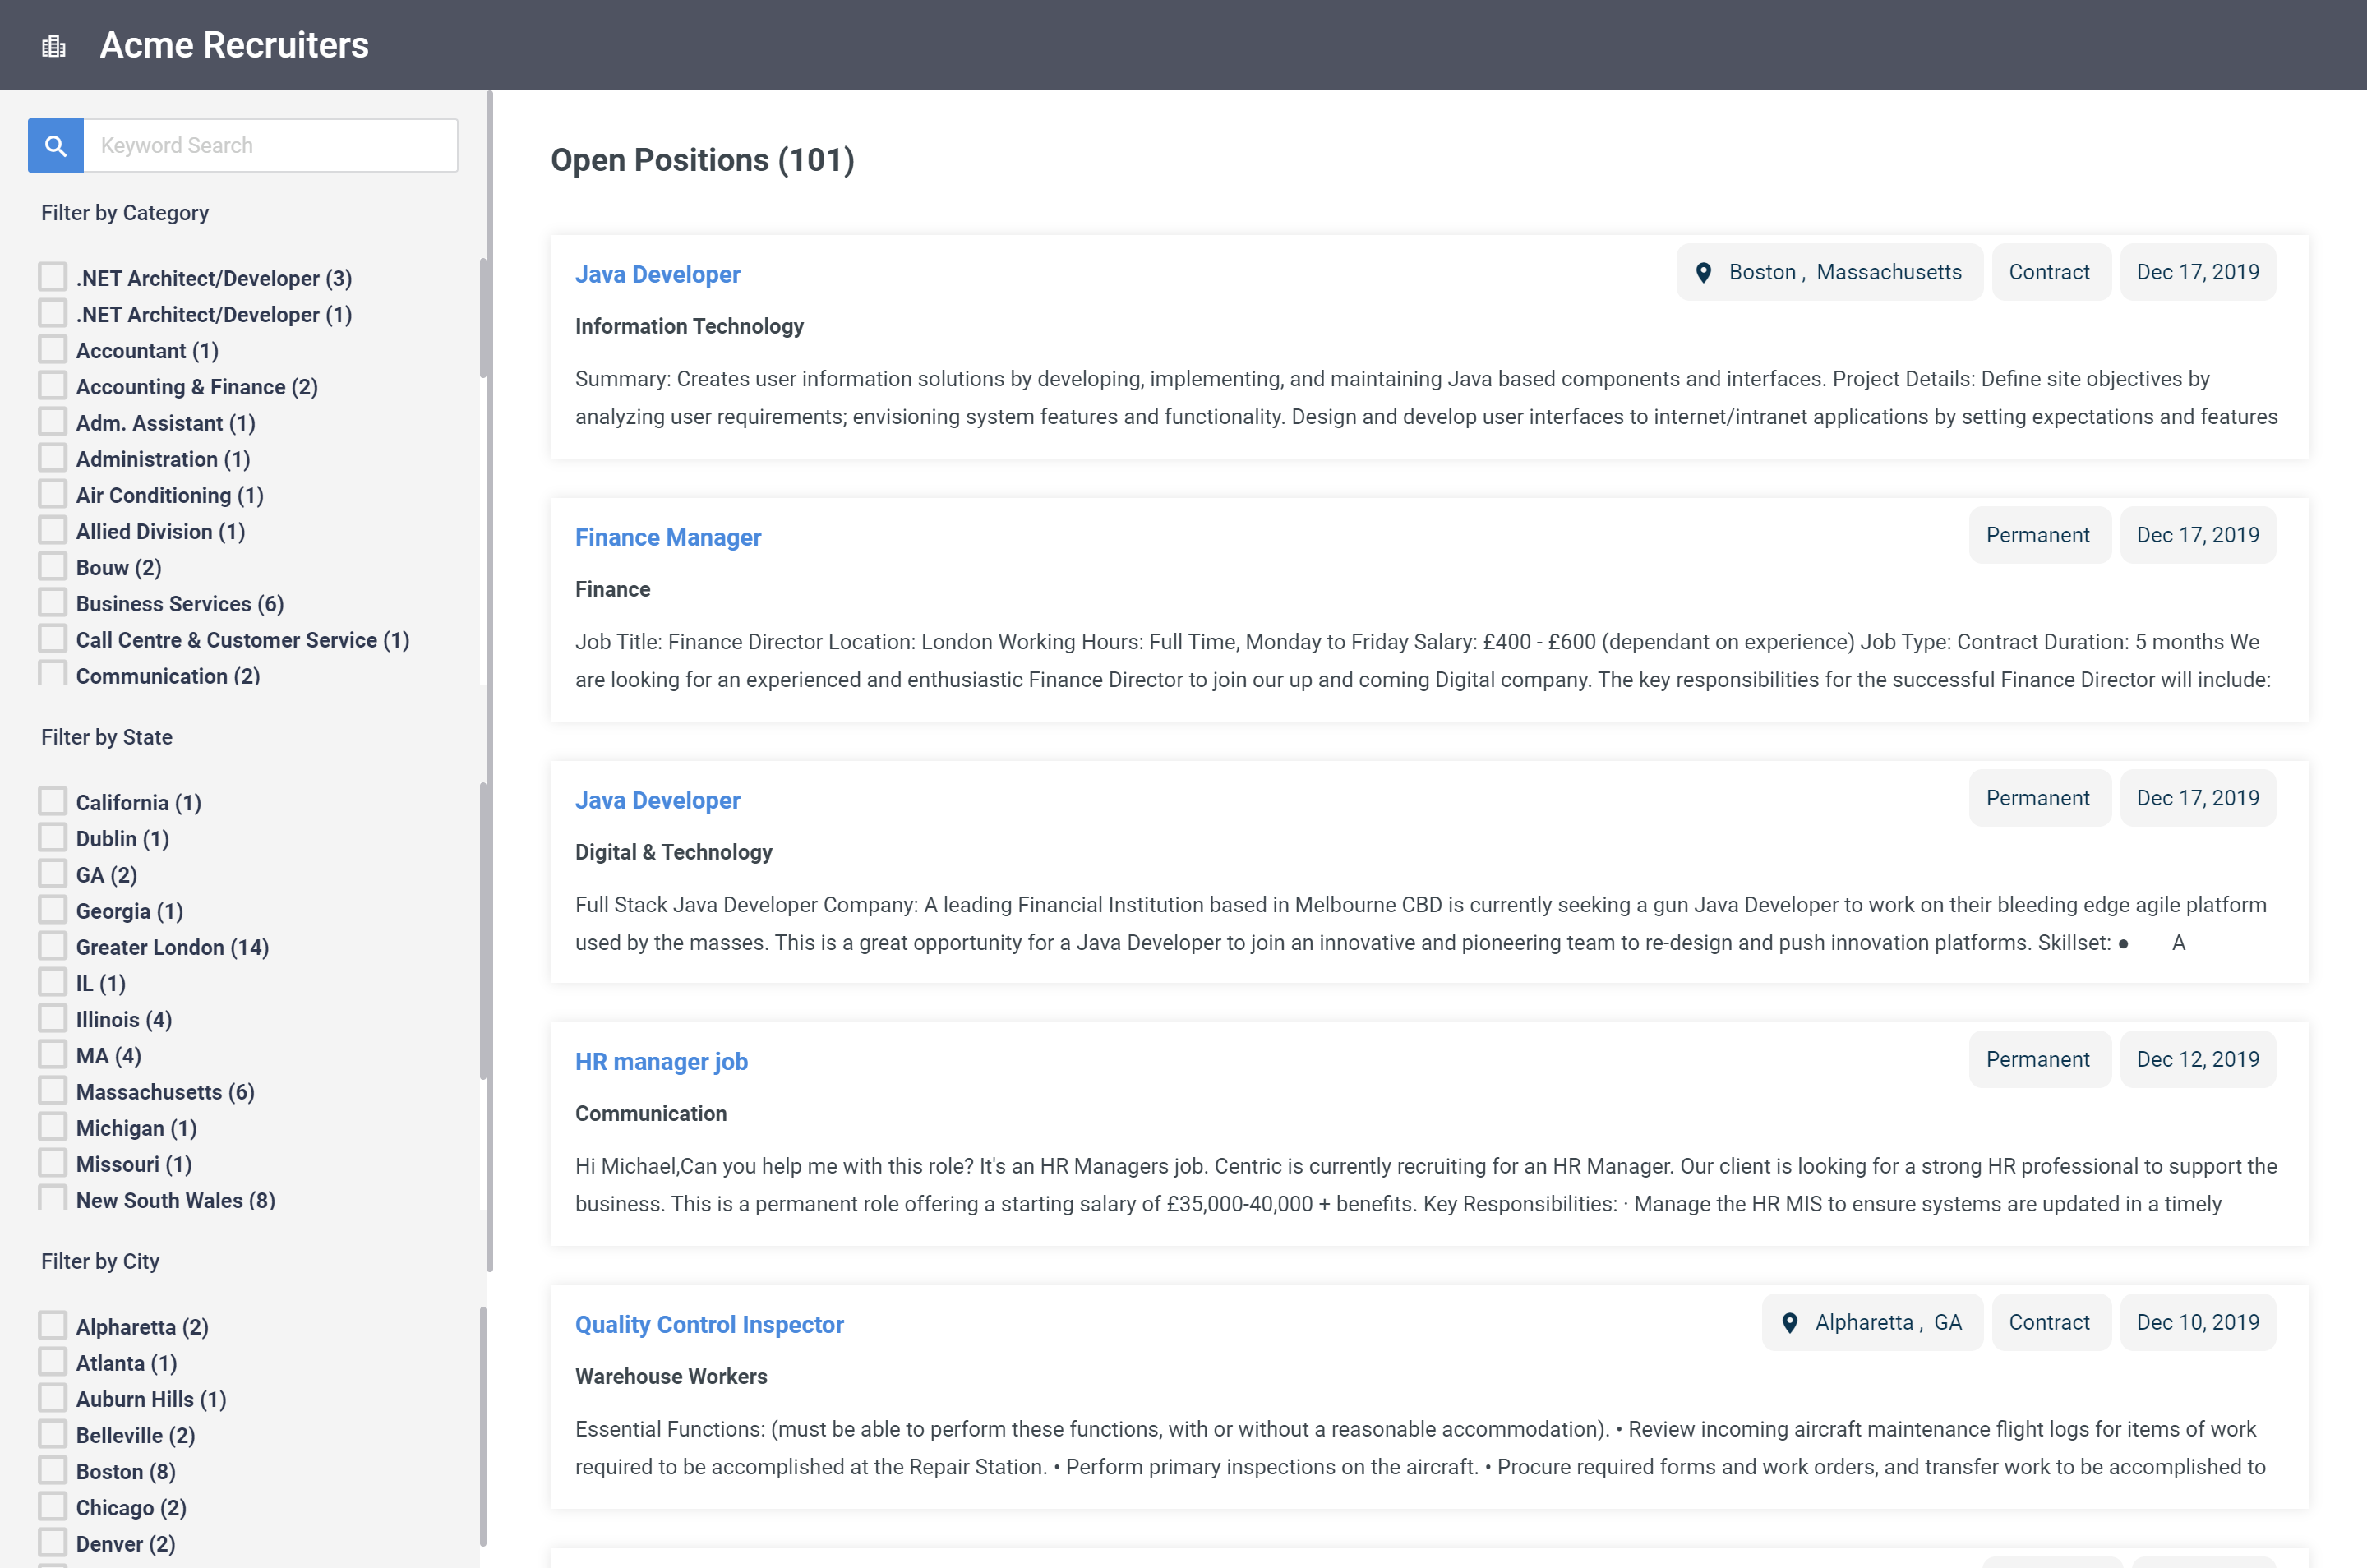 Acme Recruiters
Keyword Search
Filter by Category
.NET Architect/Developer (3)
.NET Architect/Developer (1)
Accountant (1)
Accounting & Finance (2)
Adm. Assistant (1)
Administration (1)
Air Conditioning (1)
Allied Division (1)
Bouw (2)
Business Services (6)
Call Centre & Customer Service (1)
Communication (2)
Filter by State
California (1)
Dublin (1)
GA (2)
Georgia (1)
Greater London (14)
IL (1)
Illinois (4)
MA (4)
Massachusetts (6)
Michigan (1)
Missouri (1)
New South Wales (8)
Filter by City
Alpharetta (2)
Atlanta (1)
Auburn Hills (1)
Belleville (2)
Boston (8)
Chicago (2)
Denver (2)
Open Positions (101)
Java Developer
Boston , Massachusetts
Contract
Dec 17, 2019
Information Technology
Summary: Creates user information solutions by developing, implementing, and maintaining Java based components and interfaces. Project Details: Define site objectives by
analyzing user requirements; envisioning system features and functionality. Design and develop user interfaces to internet/intranet applications by setting expectations and features
Finance Manager
Permanent
Dec 17, 2019
Finance
Job Title: Finance Director Location: London Working Hours: Full Time, Monday to Friday Salary: £400 - £600 (dependant on experience) Job Type: Contract Duration: 5 months We
are looking for an experienced and enthusiastic Finance Director to join our up and coming Digital company. The key responsibilities for the successful Finance Director will include:
Java Developer
Permanent
Dec 17, 2019
Digital & Technology
Full Stack Java Developer Company: A leading Financial Institution based in Melbourne CBD is currently seeking a gun Java Developer to work on their bleeding edge agile platform
used by the masses. This is a great opportunity for a Java Developer to join an innovative and pioneering team to re-design and push innovation platforms. Skillset: ● A
HR manager job
Permanent
Dec 12, 2019
Communication
Hi Michael,Can you help me with this role? It's an HR Managers job. Centric is currently recruiting for an HR Manager. Our client is looking for a strong HR professional to support the
business. This is a permanent role offering a starting salary of £35,000-40,000 + benefits. Key Responsibilities: · Manage the HR MIS to ensure systems are updated in a timely
Quality Control Inspector
Alpharetta , GA
Contract
Dec 10, 2019
Warehouse Workers
Essential Functions: (must be able to perform these functions, with or without a reasonable accommodation). • Review incoming aircraft maintenance flight logs for items of work
required to be accomplished at the Repair Station. • Perform primary inspections on the aircraft. • Procure required forms and work orders, and transfer work to be accomplished to